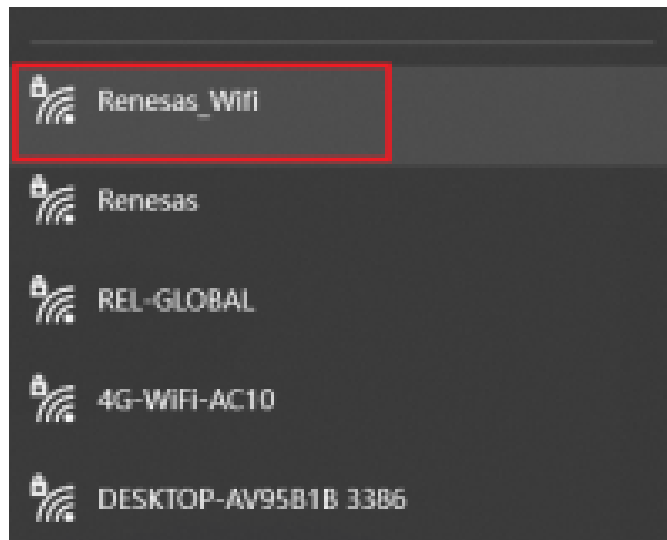 Renesas_Wifi
Renesas
REL-GLOBAL
4G-WiFi-AC10
DESKTOP-AV95B1B 3386